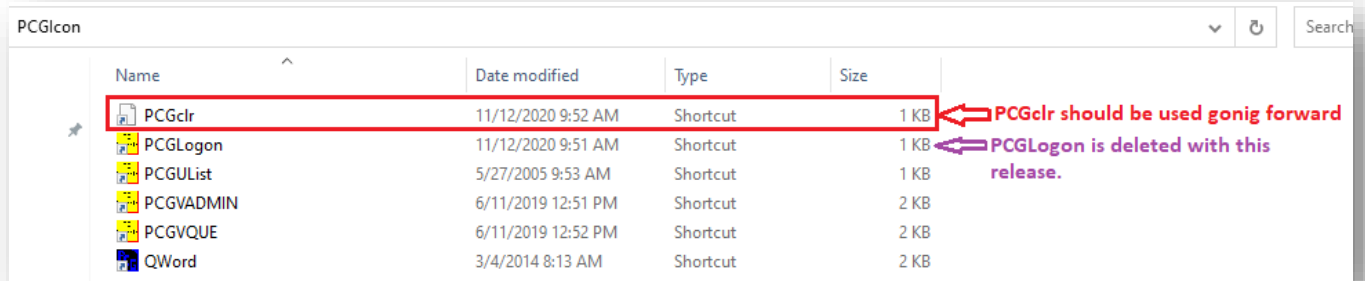 PCGIcon Search
Name Date modified Type Size
PCGclr 11/12/2020 9:52 AM Shortcut 1 KB PCGclr should be used gonig forward
PCGLogon 11/12/2020 9:51 AM Shortcut 1 KB PCGLogon is deleted with this
release.
PCGUList 5/27/2005 9:53 AM Shortcut 1 KB
PCGVADMIN 6/11/2019 12:51 PM Shortcut 2 KB
PCGVQUE 6/11/2019 12:52 PM Shortcut 2 KB
QWord 3/4/2014 8:13 AM Shortcut 2 KB